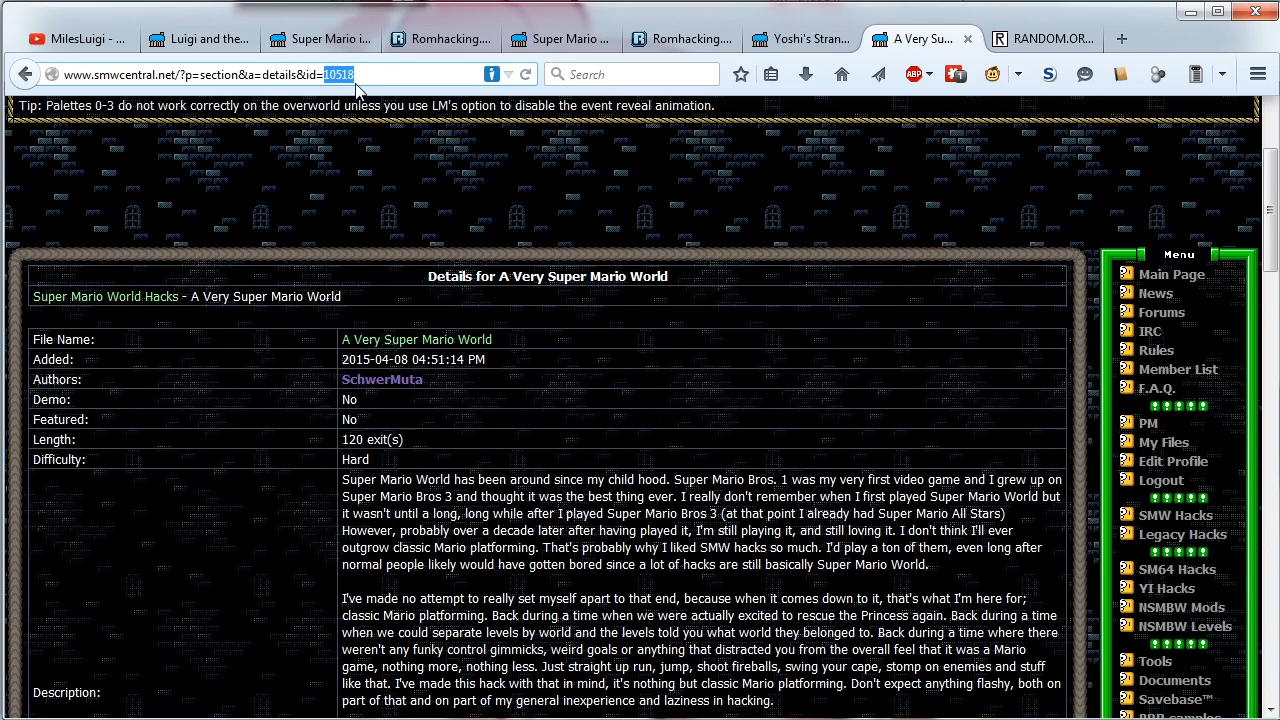 MilesLuigi - ...
Luigi and the...
Super Mario i...
Romhacking....
Super Mario ...
Romhacking....
Yoshi's Stran...
A Very Su...
RANDOM.OR...
www.smwcentral.net/?p=section&a=details&id=10518
Search
ABP
1
Tip: Palettes 0-3 do not work correctly on the overworld unless you use LM's option to disable the event reveal animation.
Details for A Very Super Mario World
Super Mario World Hacks - A Very Super Mario World
File Name: A Very Super Mario World
Added: 2015-04-08 04:51:14 PM
Authors: SchwerMuta
Demo: No
Featured: No
Length: 120 exit(s)
Difficulty: Hard
Description:
Super Mario World has been around since my child hood. Super Mario Bros. 1 was my very first video game and I grew up on
Super Mario Bros 3 and thought it was the best thing ever. I really don't remember when I first played Super Mario World but
it wasn't until a long, long while after I played Super Mario Bros 3 (at that point I already had Super Mario All Stars)
However, probably over a decade later after having played it, I'm still playing it, and still loving it. I don't think I'll ever
outgrow classic Mario platforming. That's probably why I liked SMW hacks so much. I'd play a ton of them, even long after
normal people likely would have gotten bored since a lot of hacks are still basically Super Mario World.
I've made no attempt to really set myself apart to that end, because when it comes down to it, that's what I'm here for;
classic Mario platforming. Back during a time when we were actually excited to rescue the Princess again. Back during a time
when we could separate levels by world and the levels told you what world they belonged to. Back during a time where there
weren't any funky control gimmicks, weird goals or anything that distracted you from the overall feel that it was a Mario
game, nothing more, nothing less. Just straight up run, jump, shoot fireballs, swing your cape, stomp on enemies and stuff
like that. I've made this hack with that in mind, it's nothing but classic Mario platforming. Don't expect anything flashy, both on
part of that and on part of my general inexperience and laziness in hacking.
Menu
Main Page
News
Forums
IRC
Rules
Member List
F.A.Q.
PM
My Files
Edit Profile
Logout
SMW Hacks
Legacy Hacks
SM64 Hacks
YI Hacks
NSMBW Mods
NSMBW Levels
Tools
Documents
Savebase™